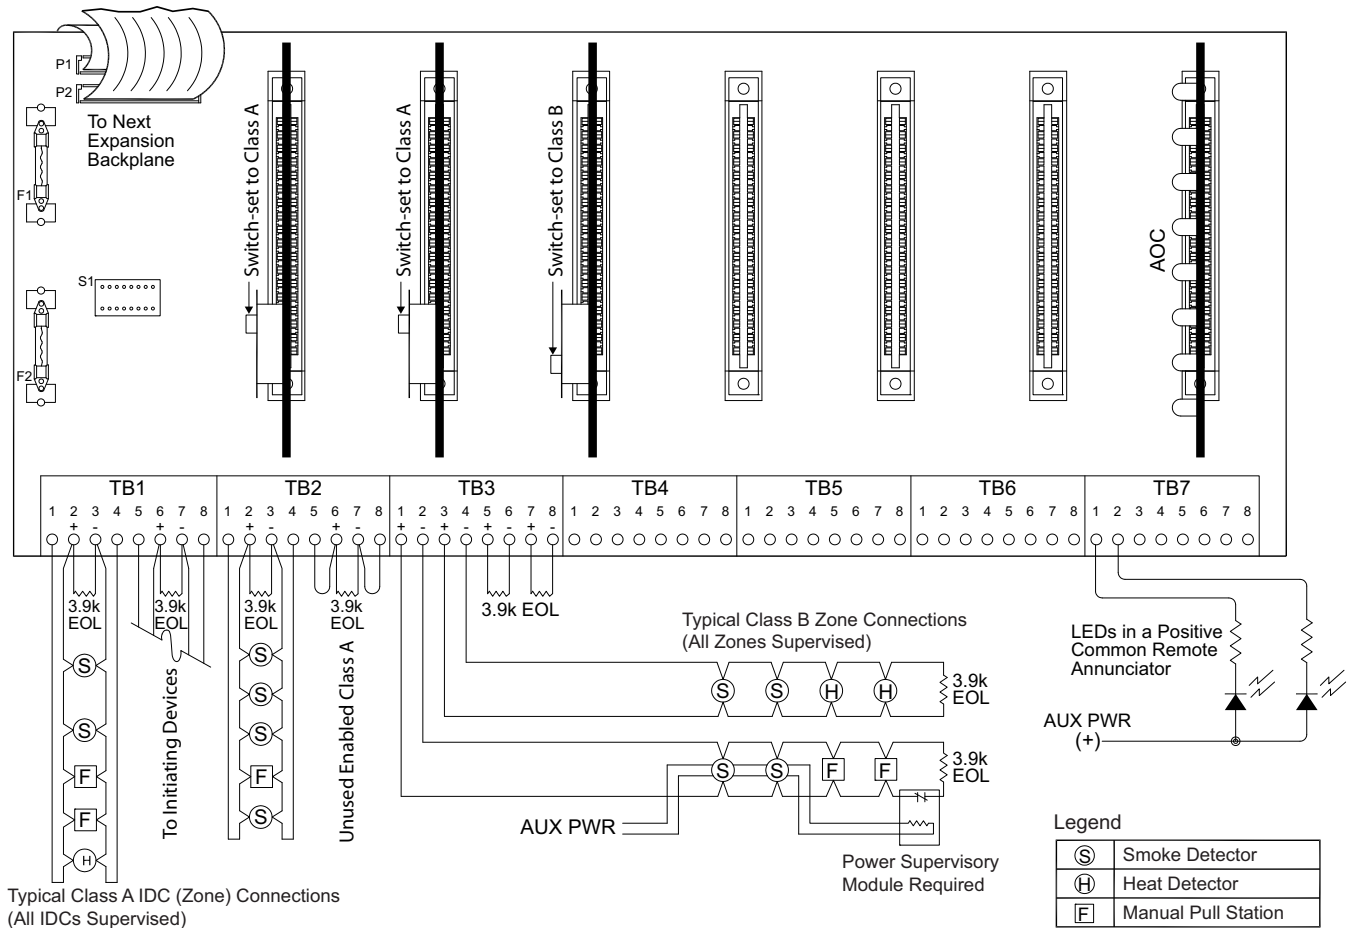 P1
P2
To Next
Expansion
Backplane
F1
S1
F2
Switch-set to Class A
Switch-set to Class A
Switch-set to Class B
AOC
TB1 TB2 TB3 TB4 TB5 TB6 TB7
1 2 3 4 5 6 7 8 1 2 3 4 5 6 7 8 1 2 3 4 5 6 7 8 1 2 3 4 5 6 7 8 1 2 3 4 5 6 7 8 1 2 3 4 5 6 7 8 1 2 3 4 5 6 7 8
+ - + - + - + - + - + - + - + -
3.9k
EOL
3.9k
EOL
3.9k
EOL
3.9k
EOL
3.9k EOL
S
S
F
F
H
To Initiating Devices
S
S
S
F
S
Unused Enabled Class A
Typical Class B Zone Connections
(All Zones Supervised)
S S H H
3.9k
EOL
S S F F
3.9k
EOL
AUX PWR
Power Supervisory
Module Required
LEDs in a Positive
Common Remote
Annunciator
AUX PWR
(+)
Typical Class A IDC (Zone) Connections
(All IDCs Supervised)
Legend
S Smoke Detector
H Heat Detector
F Manual Pull Station